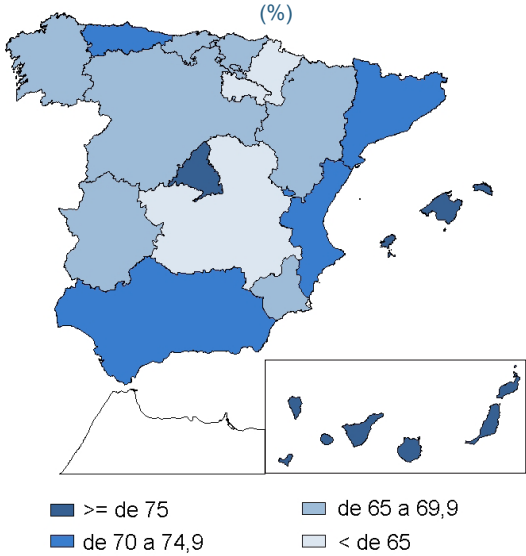 (%)
>= de 75
de 65 a 69,9
de 70 a 74,9
< de 65